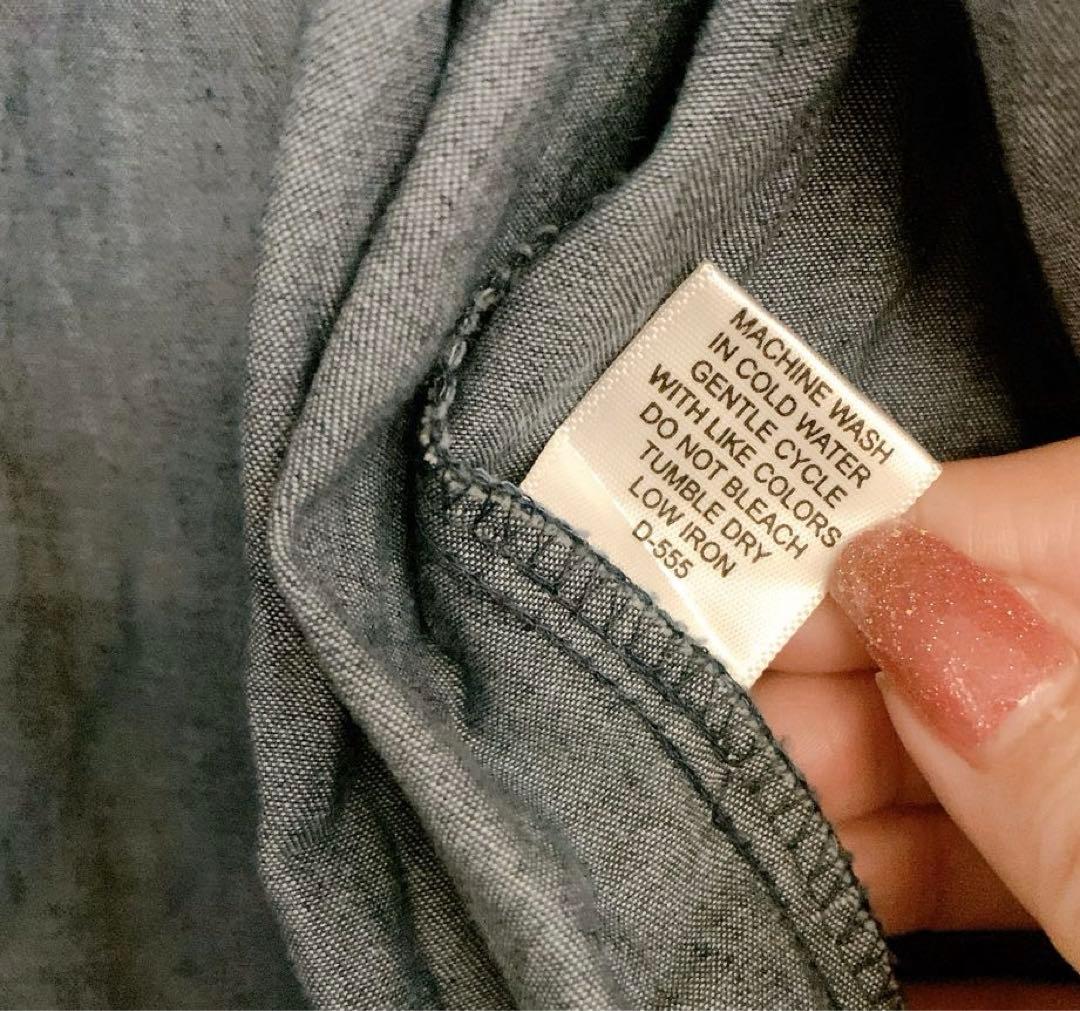 MACHINE WASH
IN COLD WATER
GENTLE CYCLE
WITH LIKE COLORS
DO NOT BLEACH
TUMBLE DRY
LOW IRON
D-555